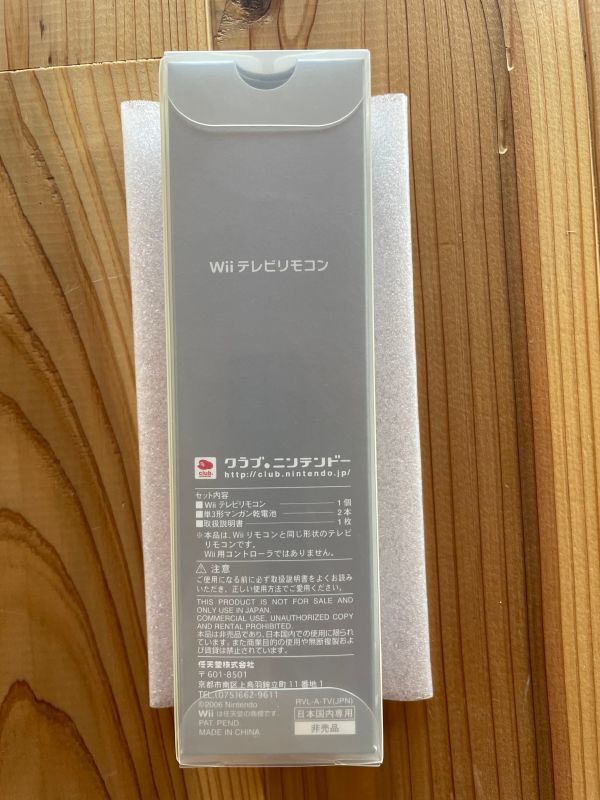 Wii テレビリモコン
club.
クラブ.ニンテンドー
http://club.nintendo.jp/
セット内容
■Wii テレビリモコン 1個
■単3形マンガン乾電池 2本
■取扱説明書 1枚
※本品は、Wii リモコンと同じ形状のテレビ
リモコンです。
Wii用コントローラではありません。
⚠ 注意
ご使用になる前に必ず取扱説明書をよくお読み
いただき、正しい使用方法でご愛用ください。
THIS PRODUCT IS NOT FOR SALE AND
ONLY USE IN JAPAN.
COMMERCIAL USE, UNAUTHORIZED COPY
AND RENTAL PROHIBITED.
本品は非売品であり、日本国内での使用に限られ
ています。また商業目的の使用や無断複製およ
び賃貸は禁止されています。
任天堂株式会社
〒601-8501
京都市南区上鳥羽鉾立町11番地1
TEL.(075)662-9611
©2006 Nintendo
Wii は任天堂の商標です。
PAT. PEND.
MADE IN CHINA
RVL-A-TV(JPN)
日本国内専用
非売品